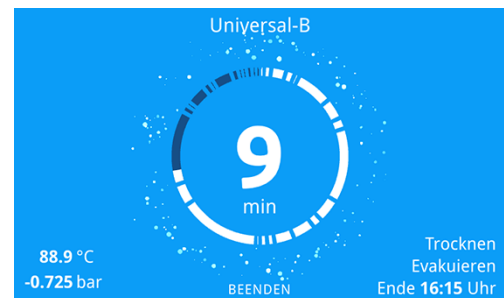 Universal-B
9
min
88.9 °C
-0.725 bar
BEENDEN
Trocknen
Evakuieren
Ende 16:15 Uhr